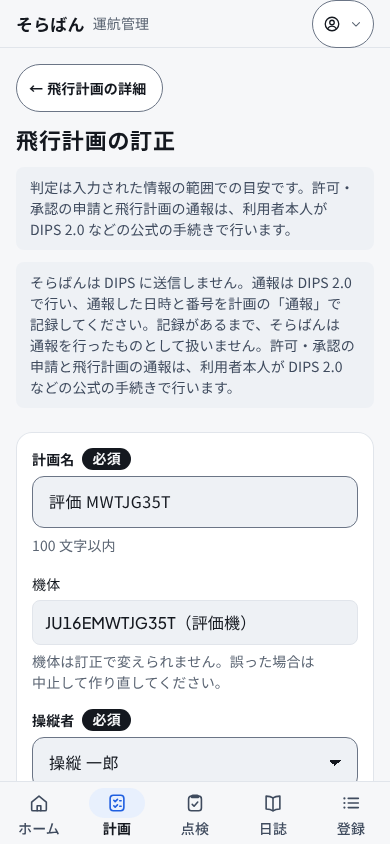 そらばん 運航管理
← 飛行計画の詳細
飛行計画の訂正
判定は入力された情報の範囲での目安です。許可・
承認の申請と飛行計画の通報は、利用者本人が
DIPS 2.0 などの公式の手続きで行います。
そらばんは DIPS に送信しません。通報は DIPS 2.0
で行い、通報した日時と番号を計画の「通報」で
記録してください。記録があるまで、そらばんは
通報を行ったものとして扱いません。許可・承認の
申請と飛行計画の通報は、利用者本人が DIPS 2.0
などの公式の手続きで行います。
計画名 必須
評価 MWTJG35T
100 文字以内
機体
JU16EMWTJG35T（評価機）
機体は訂正で変えられません。誤った場合は
中止して作り直してください。
操縦者 必須
操縦 一郎
ホーム 計画 点検 日誌 登録